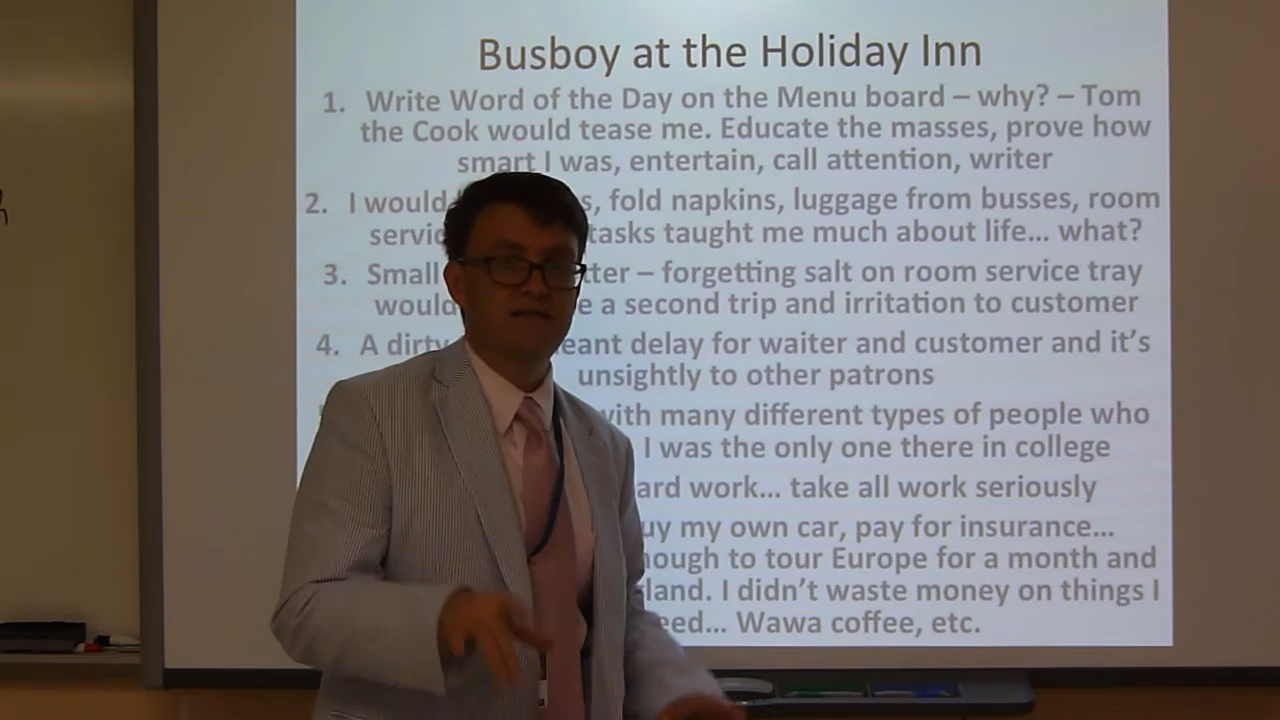 Busboy at the Holiday Inn
1. Write Word of the Day on the Menu board – why? – Tom
the Cook would tease me. Educate the masses, prove how
smart I was, entertain, call attention, writer
2. I would s, fold napkins, luggage from busses, room
servic tasks taught me much about life... what?
3. Small tter – forgetting salt on room service tray
would e a second trip and irritation to customer
4. A dirty eant delay for waiter and customer and it's
unsightly to other patrons
with many different types of people who
I was the only one there in college
ard work... take all work seriously
uy my own car, pay for insurance...
nough to tour Europe for a month and
land. I didn't waste money on things I
eed... Wawa coffee, etc.